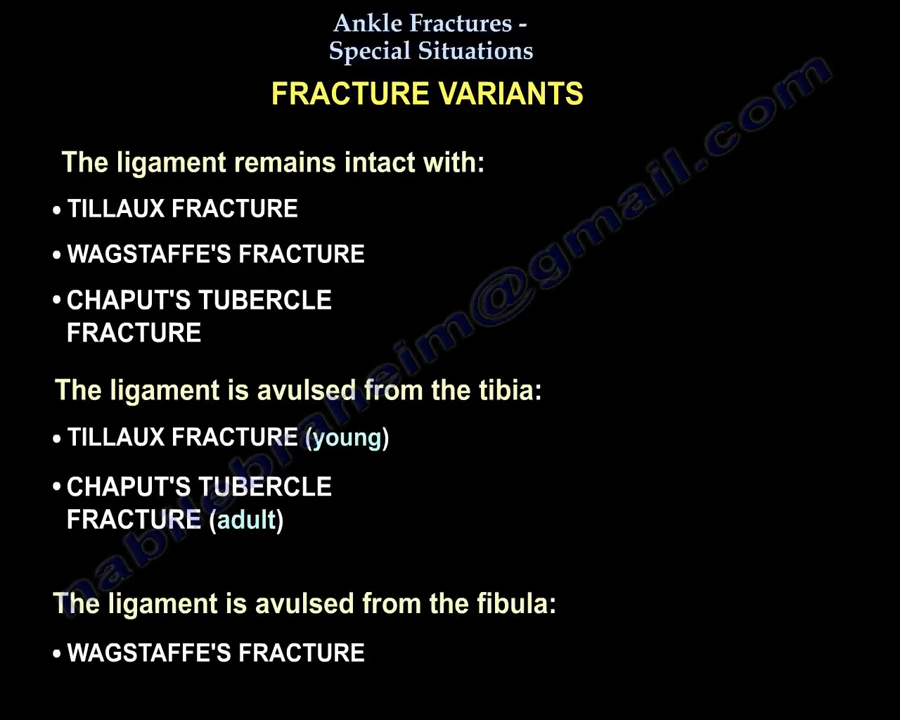 Ankle Fractures -
Special Situations
FRACTURE VARIANTS
The ligament remains intact with:
• TILLAUX FRACTURE
• WAGSTAFFE'S FRACTURE
• CHAPUT'S TUBERCLE
FRACTURE
The ligament is avulsed from the tibia:
• TILLAUX FRACTURE (young)
• CHAPUT'S TUBERCLE
FRACTURE (adult)
The ligament is avulsed from the fibula:
• WAGSTAFFE'S FRACTURE
nabilebraheim@gmail.com